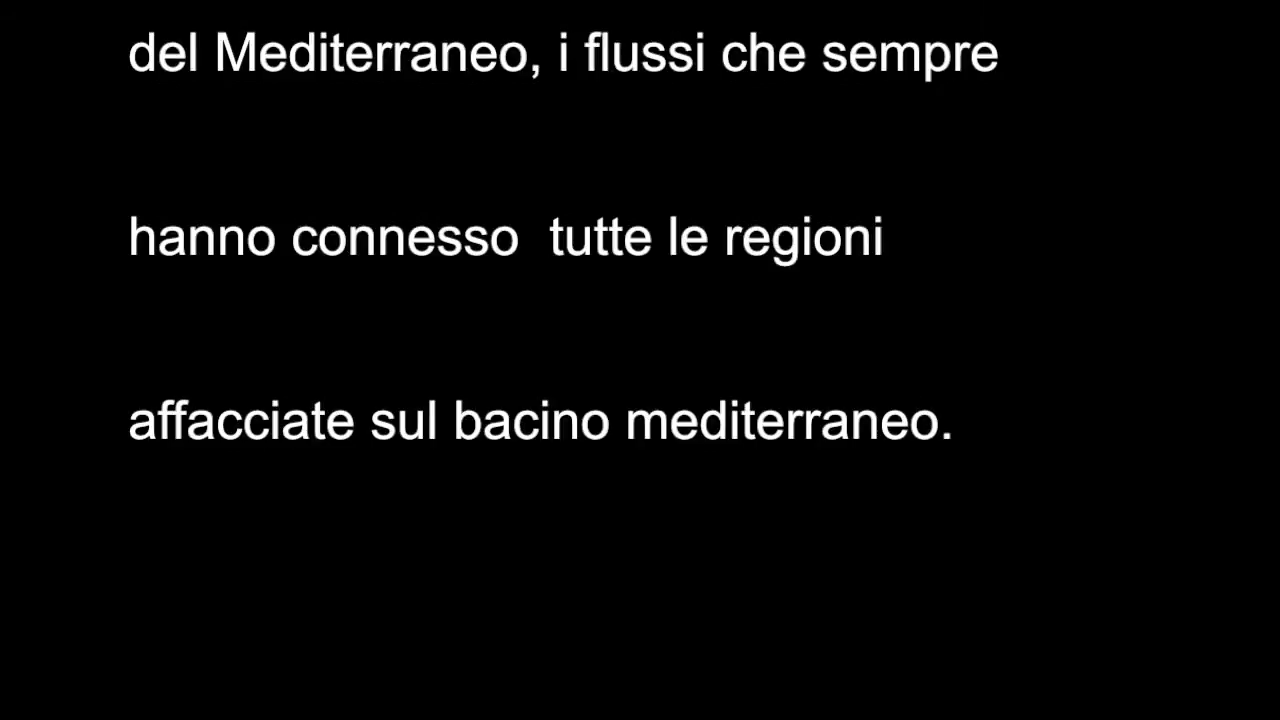 del Mediterraneo, i flussi che sempre
hanno connesso  tutte le regioni
affacciate sul bacino mediterraneo.